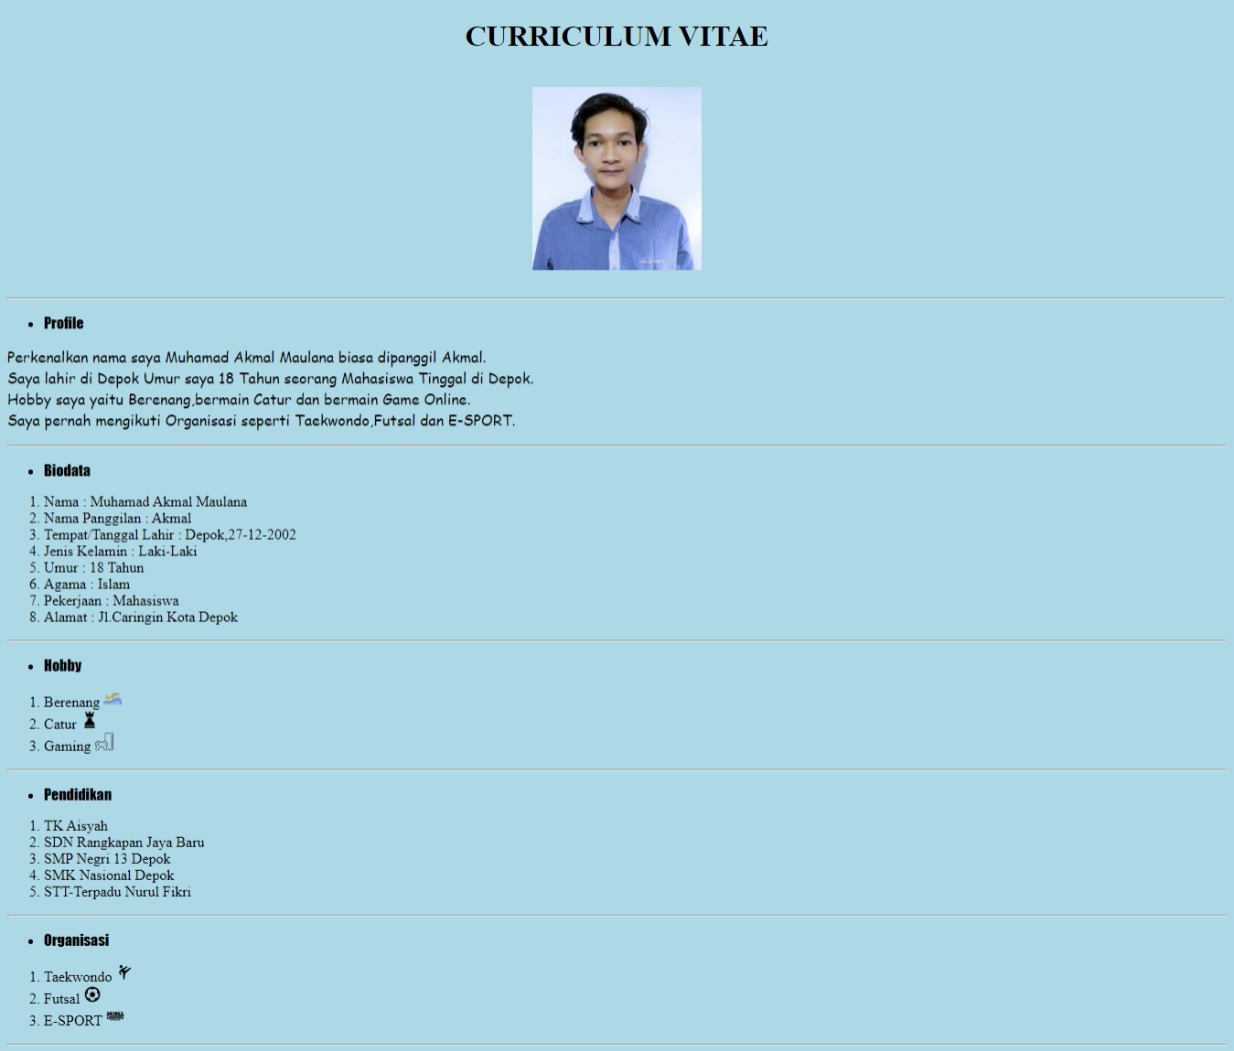 CURRICULUM VITAE
• Profile
Perkenalkan nama saya Muhamad Akmal Maulana biasa dipanggil Akmal.
Saya lahir di Depok Umur saya 18 Tahun seorang Mahasiswa Tinggal di Depok.
Hobby saya yaitu Berenang,bermain Catur dan bermain Game Online.
Saya pernah mengikuti Organisasi seperti Taekwondo,Futsal dan E-SPORT.
• Biodata
1. Nama : Muhamad Akmal Maulana
2. Nama Panggilan : Akmal
3. Tempat/Tanggal Lahir : Depok,27-12-2002
4. Jenis Kelamin : Laki-Laki
5. Umur : 18 Tahun
6. Agama : Islam
7. Pekerjaan : Mahasiswa
8. Alamat : Jl.Caringin Kota Depok
• Hobby
1. Berenang
2. Catur
3. Gaming
• Pendidikan
1. TK Aisyah
2. SDN Rangkapan Jaya Baru
3. SMP Negri 13 Depok
4. SMK Nasional Depok
5. STT-Terpadu Nurul Fikri
• Organisasi
1. Taekwondo
2. Futsal
3. E-SPORT